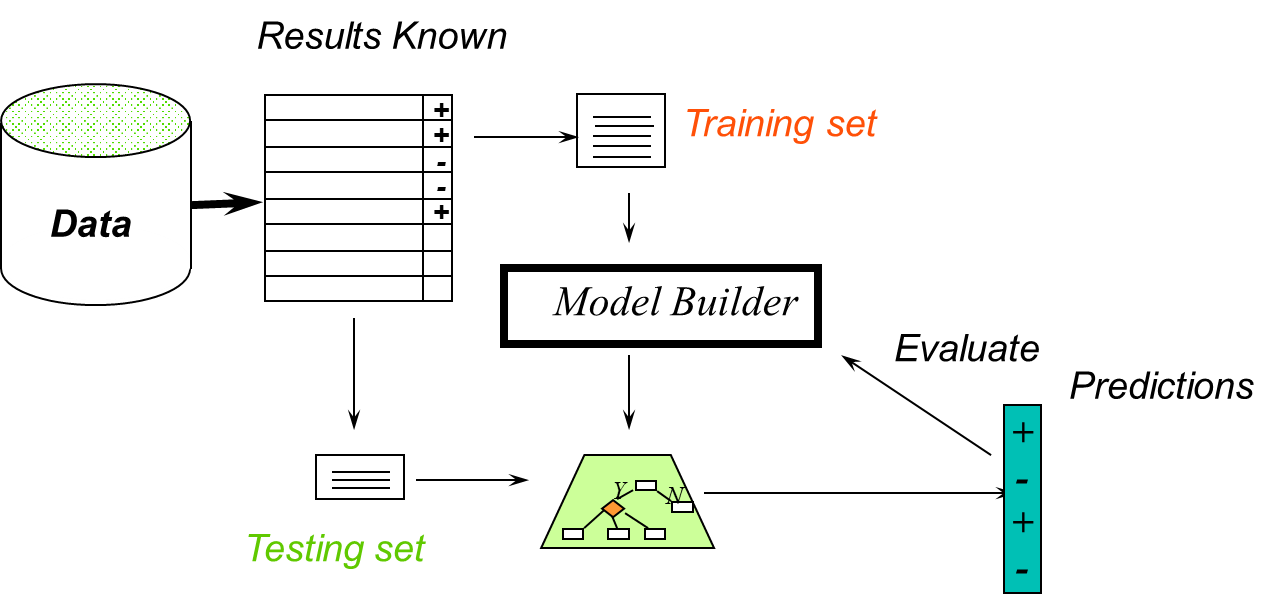 Results Known
+
+
-
-
+
Training set
Data
Model Builder
Evaluate
Predictions
+
-
+
-
Y
N
Testing set